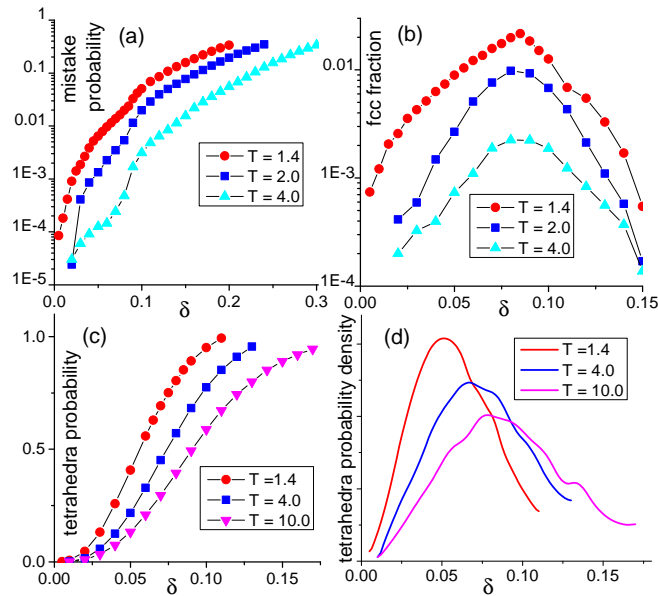 (a)
mistake
probability
1
0.1
0.01
1E-3
1E-4
1E-5
T = 1.4
T = 2.0
T = 4.0
0.0
0.1
0.2
0.3
δ
(b)
fcc fraction
0.01
1E-3
1E-4
T = 1.4
T = 2.0
T = 4.0
0.00
0.05
0.10
0.15
δ
(c)
tetrahedra probability
1.0
0.5
0.0
T =1.4
T = 4.0
T = 10.0
0.00
0.05
0.10
0.15
δ
(d)
tetrahedra probability density
T =1.4
T = 4.0
T = 10.0
0.00
0.05
0.10
0.15
δ